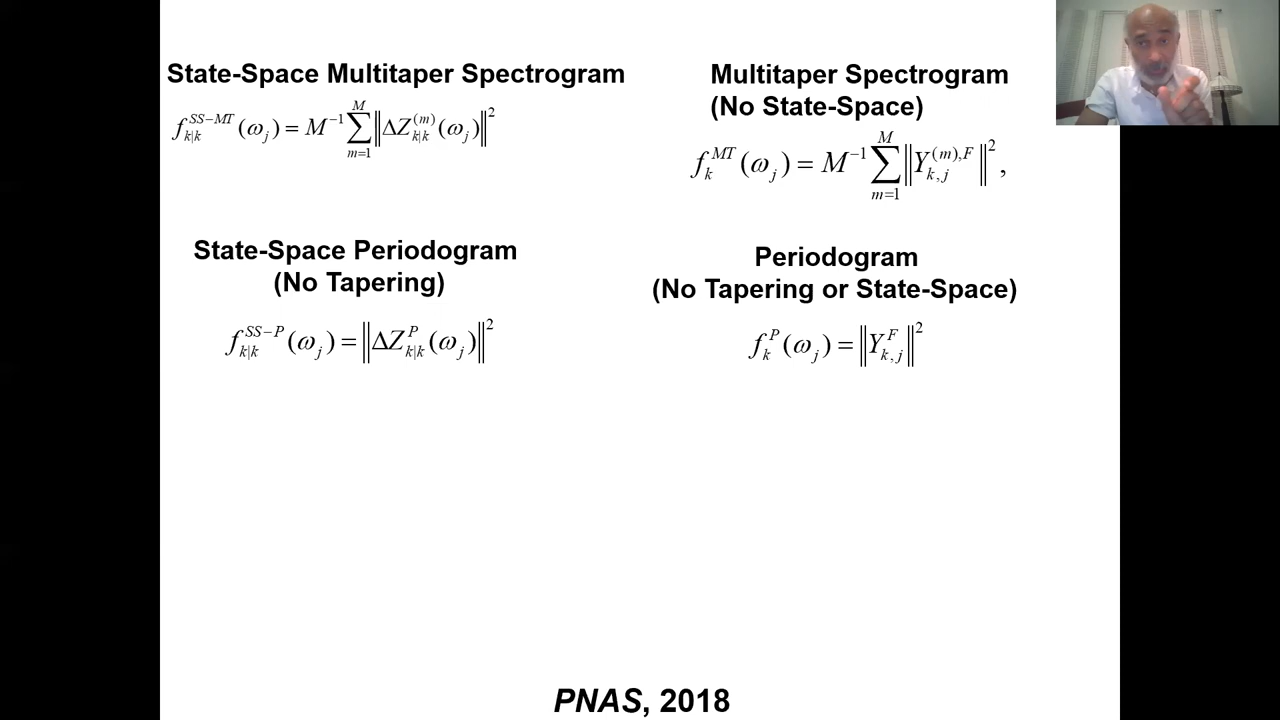 State-Space Multitaper Spectrogram
f_{k|k}^{SS-MT}(ω_j) = M^{-1} \sum_{m=1}^{M} ‖ΔZ_{k|k}^{(m)}(ω_j)‖^2
Multitaper Spectrogram
(No State-Space)
f_k^{MT}(ω_j) = M^{-1} \sum_{m=1}^{M} ‖Y_{k,j}^{(m),F}‖^2 ,
State-Space Periodogram
(No Tapering)
f_{k|k}^{SS-P}(ω_j) = ‖ΔZ_{k|k}^{P}(ω_j)‖^2
Periodogram
(No Tapering or State-Space)
f_k^{P}(ω_j) = ‖Y_{k,j}^{F}‖^2
PNAS, 2018